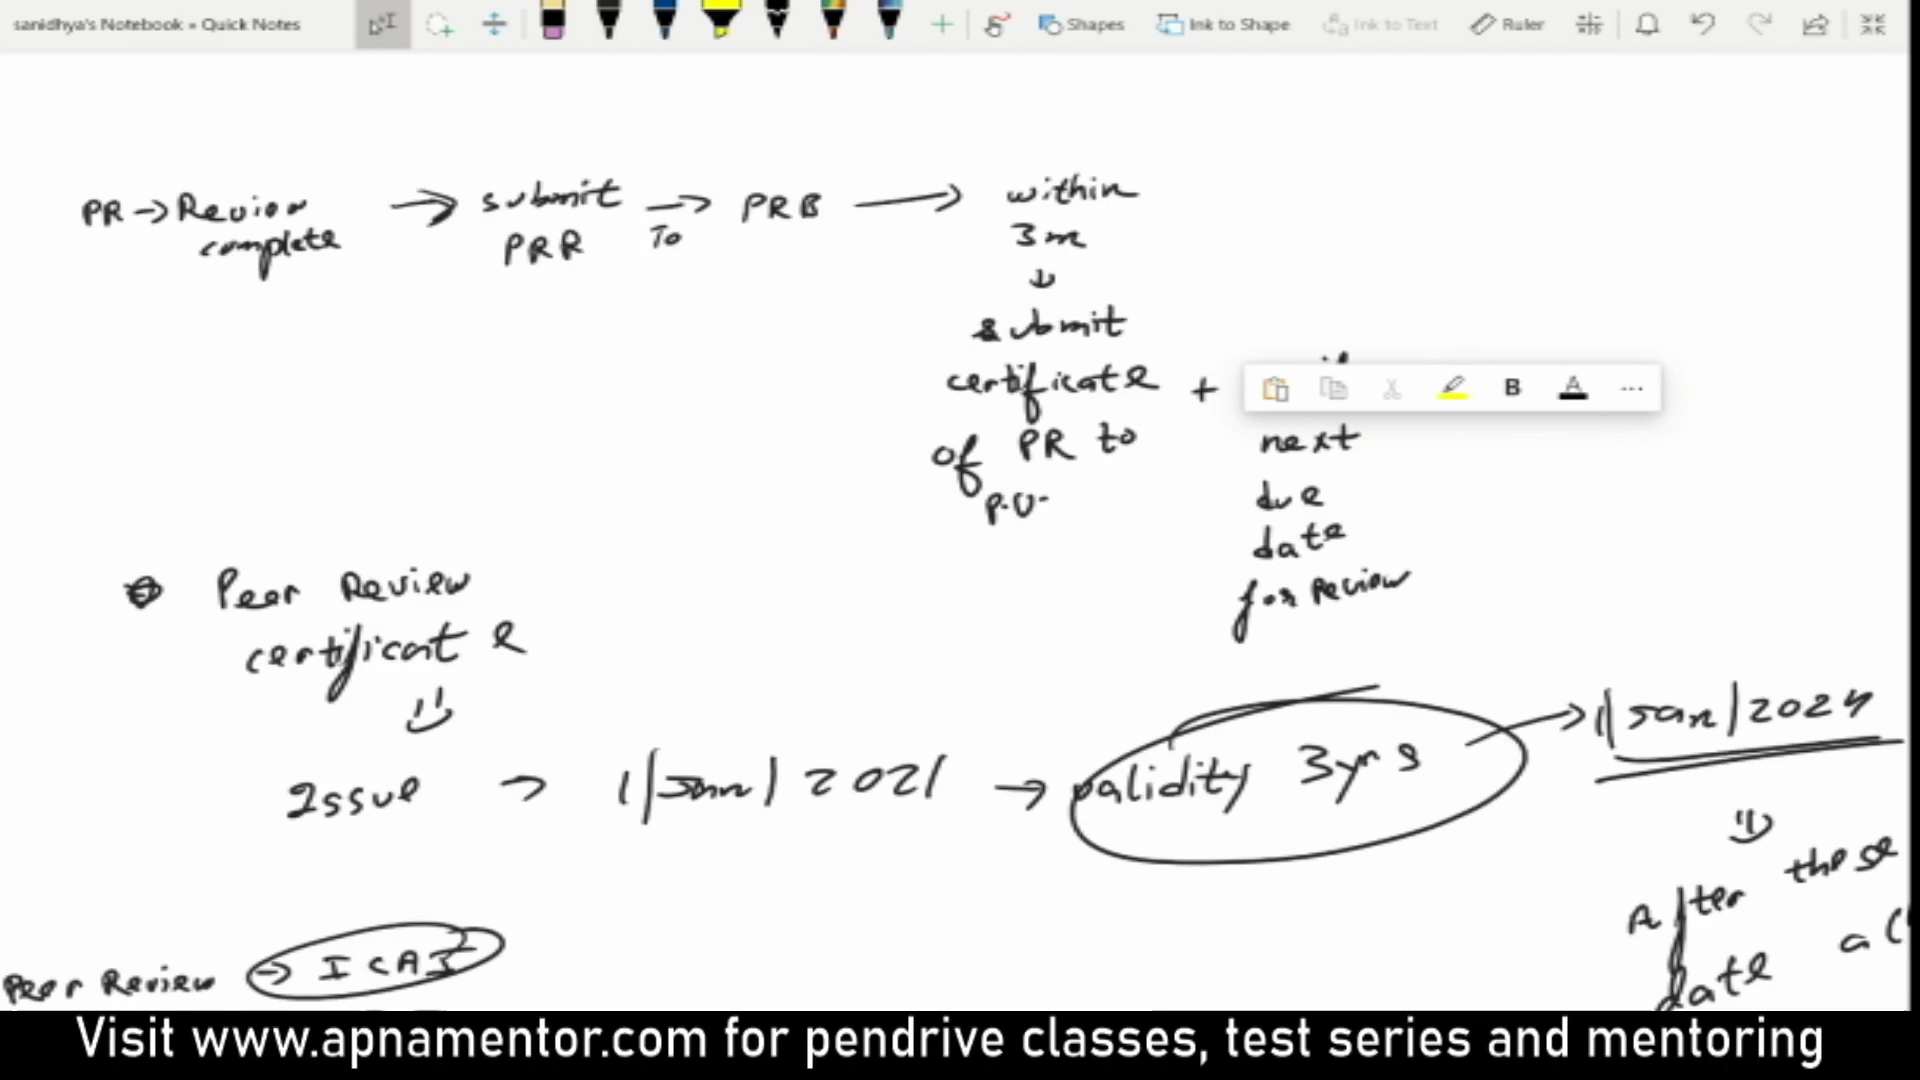 sanidhya's Notebook » Quick Notes
Shapes
Ink to Shape
Ink to Text
Ruler
PR → Review complete → submit PRR → To PRB → within 3m
↓
submit
certificate +
of PR to
P.U.
B A ...
next
due
date
for review
Peer Review
certificate
Issue → 1/Jan/2021 → validity 3yrs → 1/Jan/2024
After these
date
Peer Review → ICAI
Visit www.apnamentor.com for pendrive classes, test series and mentoring